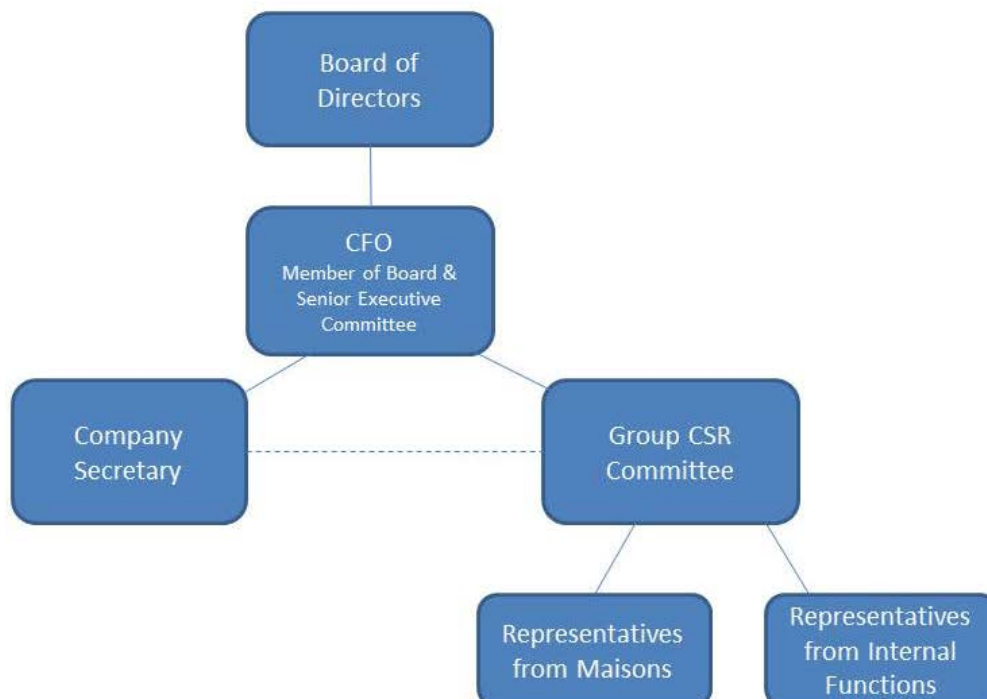 Board of
Directors
CFO
Member of Board &
Senior Executive
Committee
Company
Secretary
Group CSR
Committee
Representatives
from Maisons
Representatives
from Internal
Functions